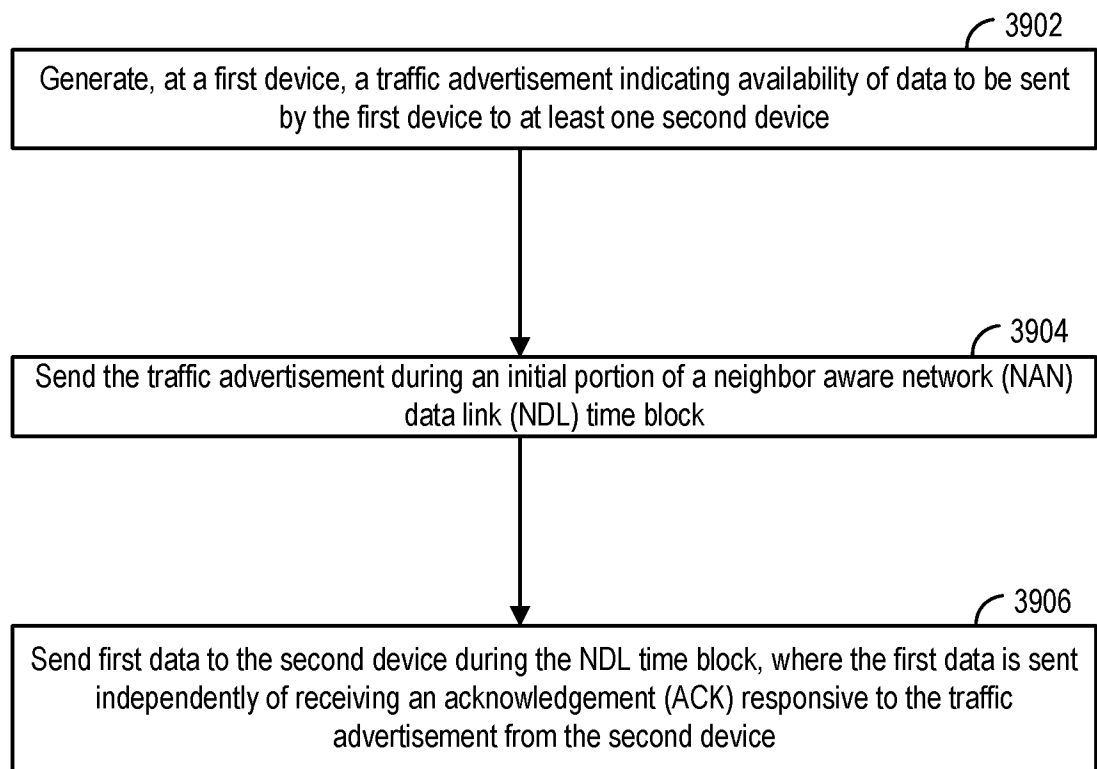 3902
Generate, at a first device, a traffic advertisement indicating availability of data to be sent
by the first device to at least one second device
3904
Send the traffic advertisement during an initial portion of a neighbor aware network (NAN)
data link (NDL) time block
3906
Send first data to the second device during the NDL time block, where the first data is sent
independently of receiving an acknowledgement (ACK) responsive to the traffic
advertisement from the second device